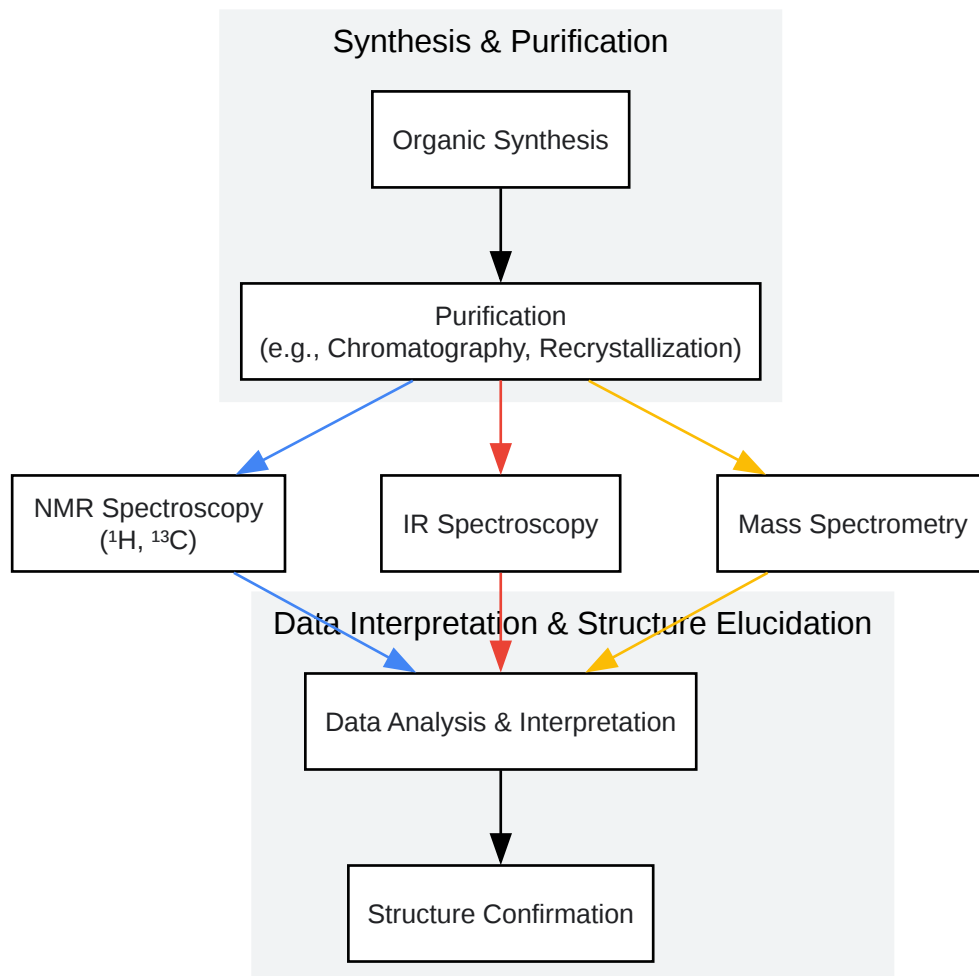 Synthesis & Purification
Organic Synthesis
Purification
(e.g., Chromatography, Recrystallization)
NMR Spectroscopy
(¹H, ¹³C)
IR Spectroscopy
Mass Spectrometry
Data Interpretation & Structure Elucidation
Data Analysis & Interpretation
Structure Confirmation